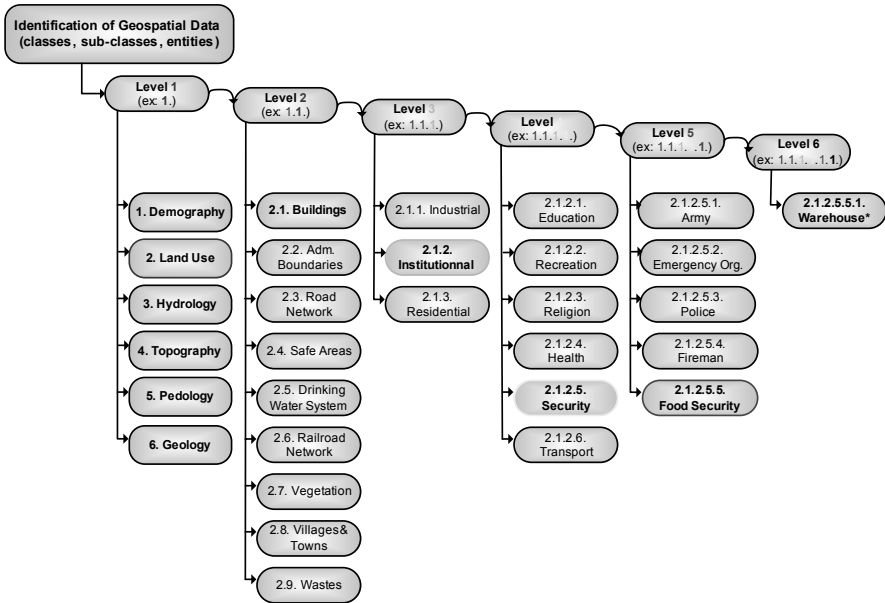 Identification of Geospatial Data
(classes, sub-classes, entities)
Level 1
(ex: 1.)
Level 2
(ex: 1.1.)
Level 3
(ex: 1.1.1.)
Level
(ex: 1.1.1. .)
Level 5
(ex: 1.1.1. .1.)
Level 6
(ex: 1.1.1. .1.1.)
1. Demography
2. Land Use
3. Hydrology
4. Topography
5. Pedology
6. Geology
2.1. Buildings
2.2. Adm.
Boundaries
2.3. Road
Network
2.4. Safe Areas
2.5. Drinking
Water System
2.6. Railroad
Network
2.7. Vegetation
2.8. Villages&
Towns
2.9. Wastes
2.1.1. Industrial
2.1.2.
Institutionnal
2.1.3.
Residential
2.1.2.1.
Education
2.1.2.2.
Recreation
2.1.2.3.
Religion
2.1.2.4.
Health
2.1.2.5.
Security
2.1.2.6.
Transport
2.1.2.5.1.
Army
2.1.2.5.2.
Emergency Org.
2.1.2.5.3.
Police
2.1.2.5.4.
Fireman
2.1.2.5.5.
Food Security
2.1.2.5.5.1.
Warehouse*